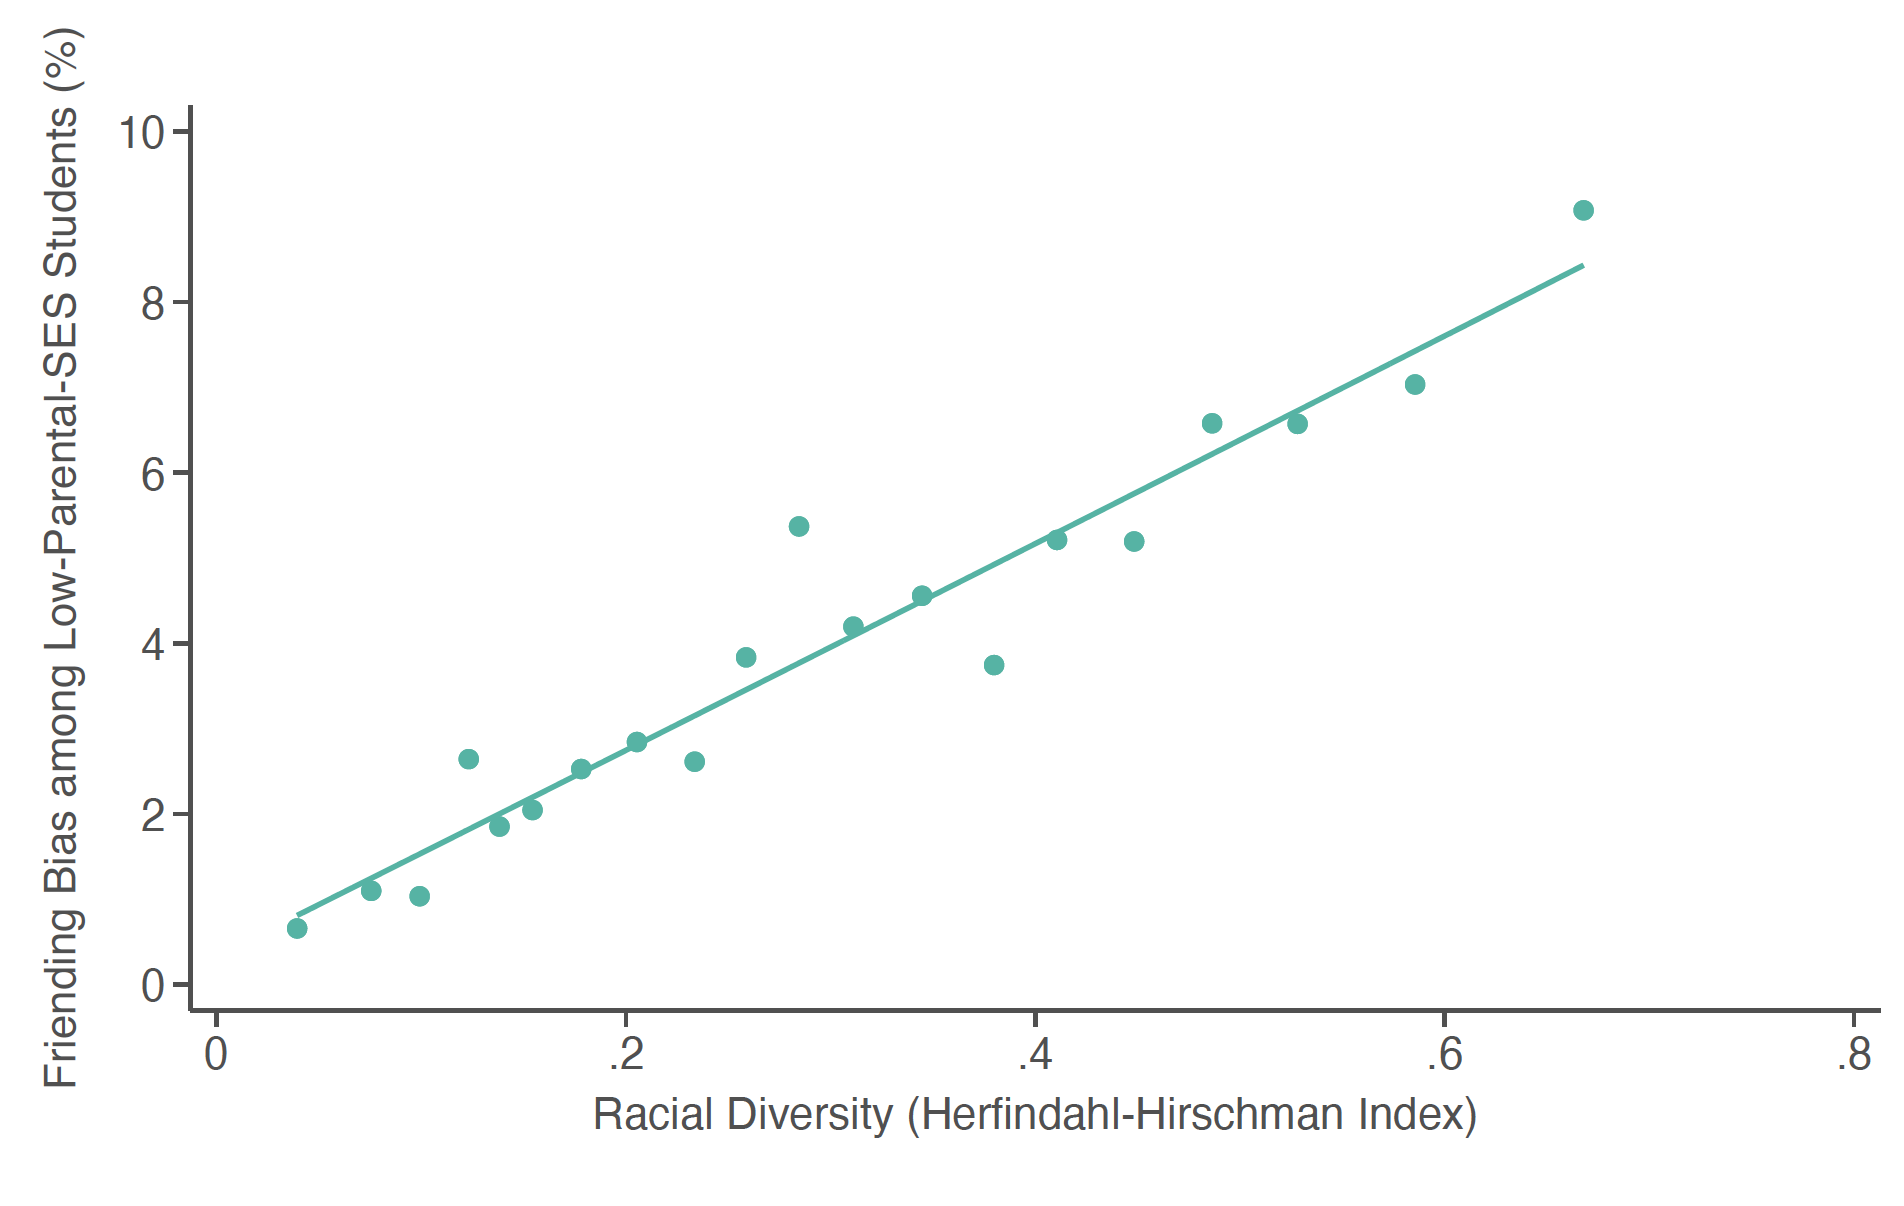 Friending Bias among Low-Parental-SES Students (%)
10
8
6
4
2
0
0 .2 .4 .6 .8
Racial Diversity (Herfindahl-Hirschman Index)